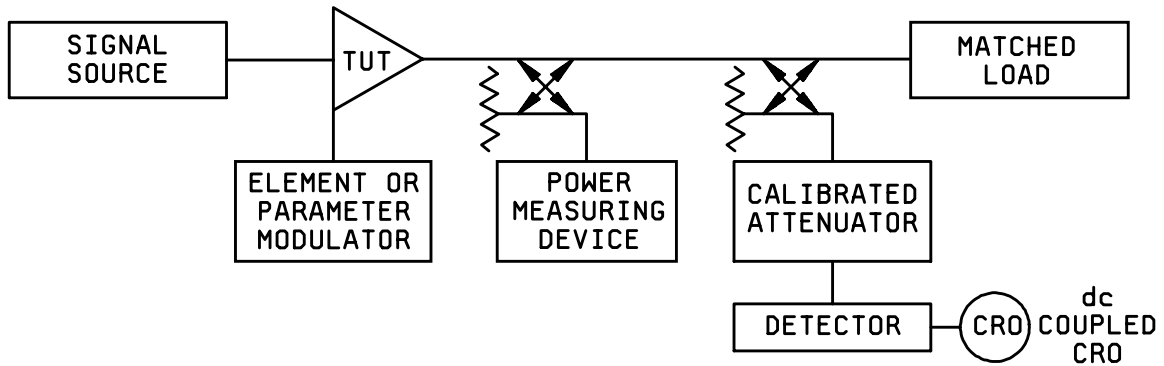 SIGNAL
SOURCE
TUT
MATCHED
LOAD
ELEMENT OR
PARAMETER
MODULATOR
POWER
MEASURING
DEVICE
CALIBRATED
ATTENUATOR
DETECTOR
CRO
dc
COUPLED
CRO